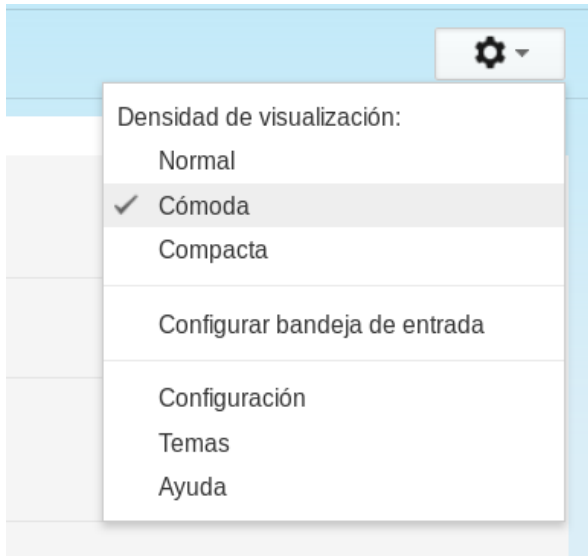 Densidad de visualización:
Normal
Cómoda
Compacta
Configurar bandeja de entrada
Configuración
Temas
Ayuda